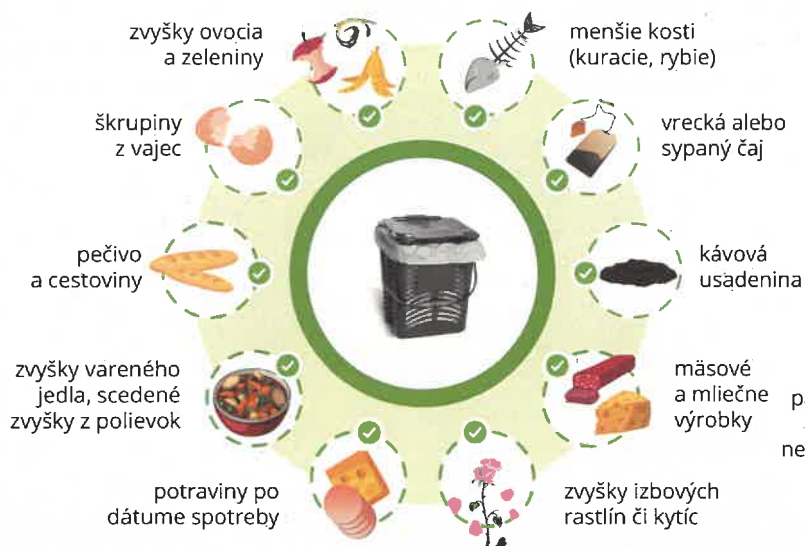 zvyšky ovocia
a zeleniny
menšie kosti
(kuracie, rybie)
škrupiny
z vajec
vrecká alebo
sypaný čaj
pečivo
a cestoviny
kávová
usadenina
zvyšky vareného
jedla, scedené
zvyšky z polievok
mäsové
a mliečne
výrobky
potraviny po
dátume spotreby
zvyšky izbových
rastlín či kytíc